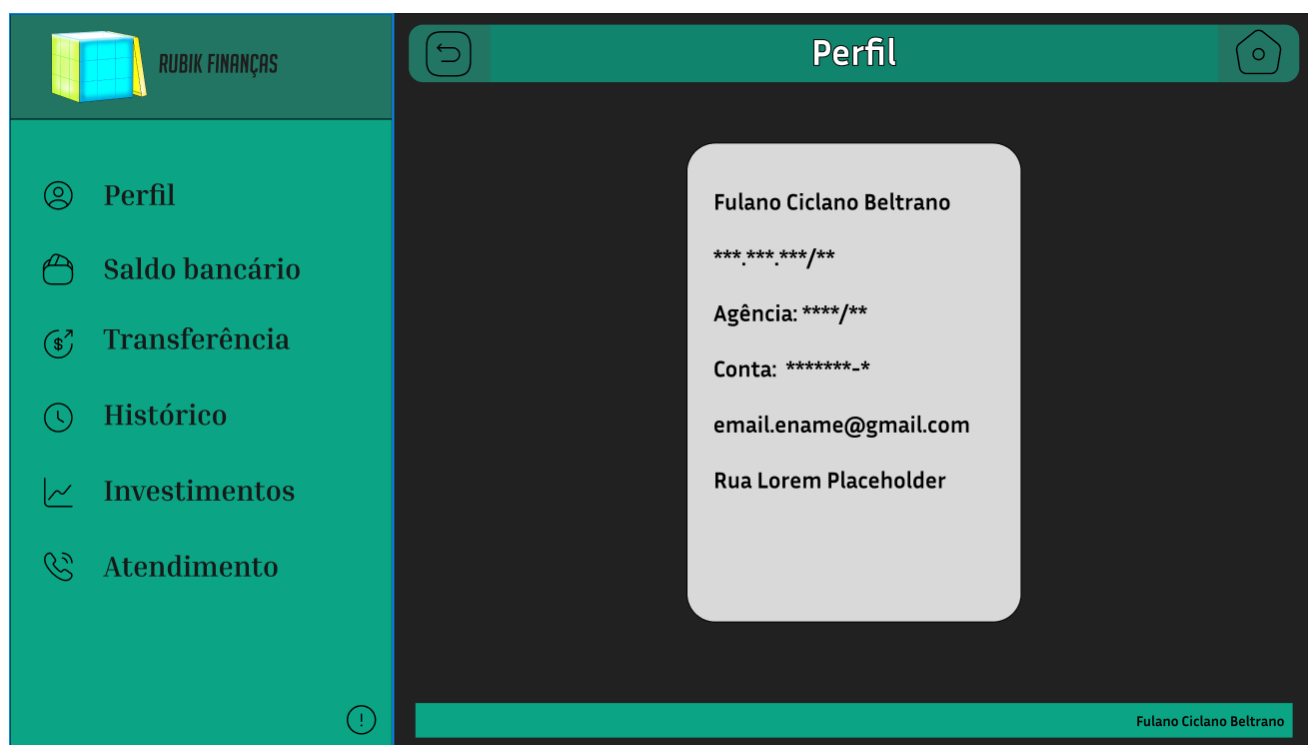 RUBIK FINANÇAS
Perfil
Saldo bancário
Transferência
Histórico
Investimentos
Atendimento
Perfil
Fulano Ciclano Beltrano
***.***.***/**
Agência: ****/**
Conta: *******-*
email.ename@gmail.com
Rua Lorem Placeholder
Fulano Ciclano Beltrano